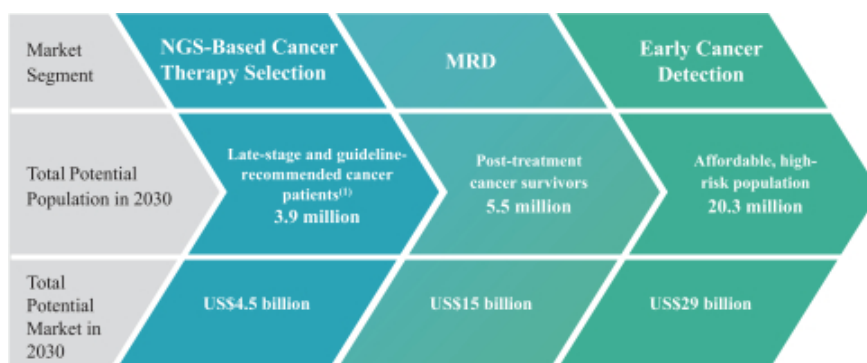 Market
Segment
NGS-Based Cancer
Therapy Selection
MRD
Early Cancer
Detection
Total Potential
Population in 2030
Late-stage and guideline-
recommended cancer
patients(1)
3.9 million
Post-treatment
cancer survivors
5.5 million
Affordable, high-
risk population
20.3 million
Total
Potential
Market in
2030
US$4.5 billion
US$15 billion
US$29 billion